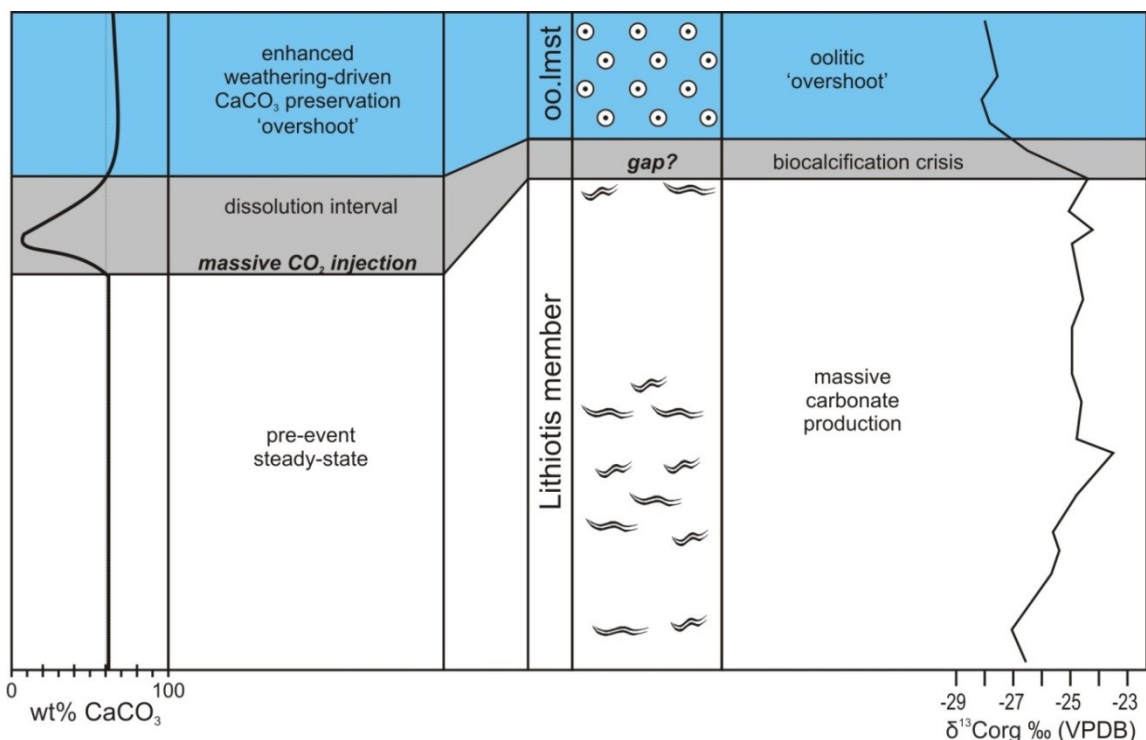 enhanced
weathering-driven
CaCO₃ preservation
‘overshoot’
dissolution interval
massive CO₂ injection
pre-event
steady-state
oo.lmst
Lithiotis member
gap?
oolitic
‘overshoot’
biocalcification crisis
massive
carbonate
production
0 100
wt% CaCO₃
-29 -27 -25 -23
δ¹³Corg ‰ (VPDB)